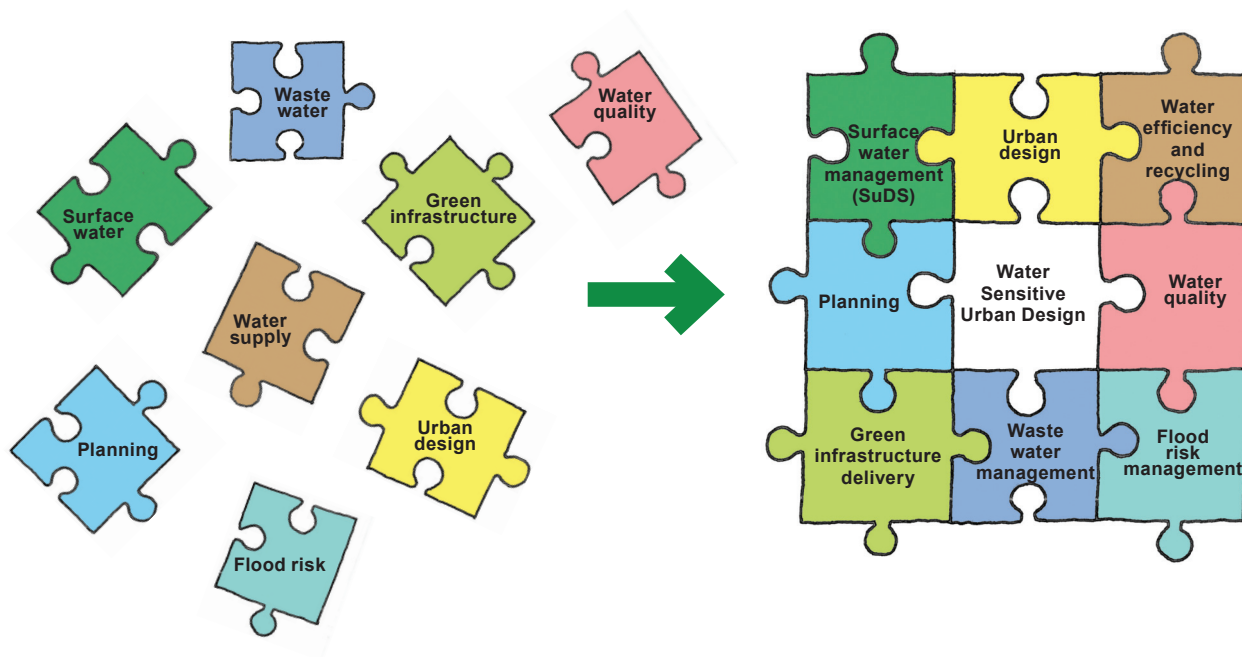 Waste
water
Water
quality
Surface
water
Green
infrastructure
Water
supply
Planning
Urban
design
Flood risk
Surface
water
management
(SuDS)
Urban
design
Water
efficiency
and
recycling
Planning
Water
Sensitive
Urban Design
Water
quality
Green
infrastructure
delivery
Waste
water
management
Flood
risk
management